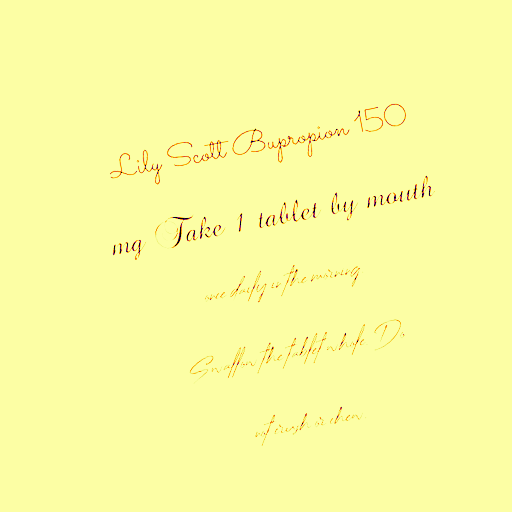 Lily Scott Bupropion 150
mg Take 1 tablet by mouth
once daily in the morning
Swallow the tablet whole Do
not crush or chew